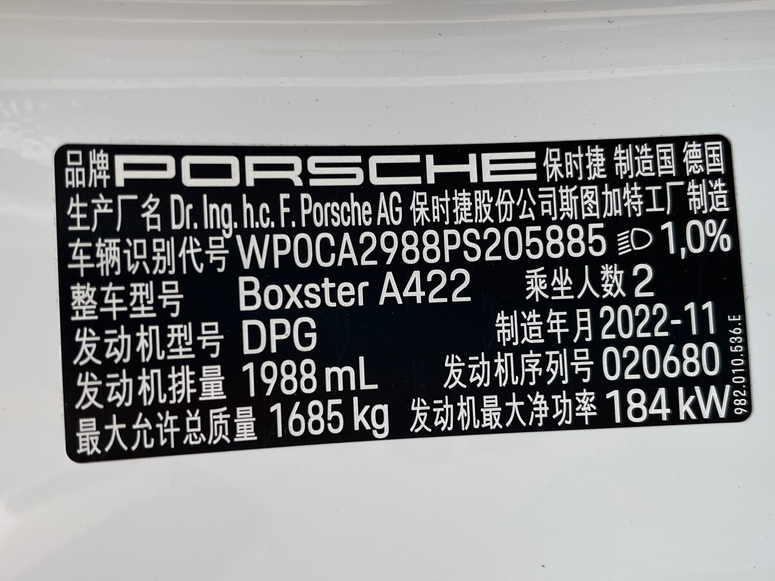 品牌 PORSCHE 保时捷 制造国 德国
生产厂名 Dr. Ing. h.c. F. Porsche AG 保时捷股份公司斯图加特工厂制造
车辆识别代号 WP0CA2988PS205885 1,0%
整车型号 Boxster A422 乘坐人数 2
发动机型号 DPG 制造年月 2022-11
发动机排量 1988 mL 发动机序列号 020680
最大允许总质量 1685 kg 发动机最大净功率 184 kW
982.010.536.E